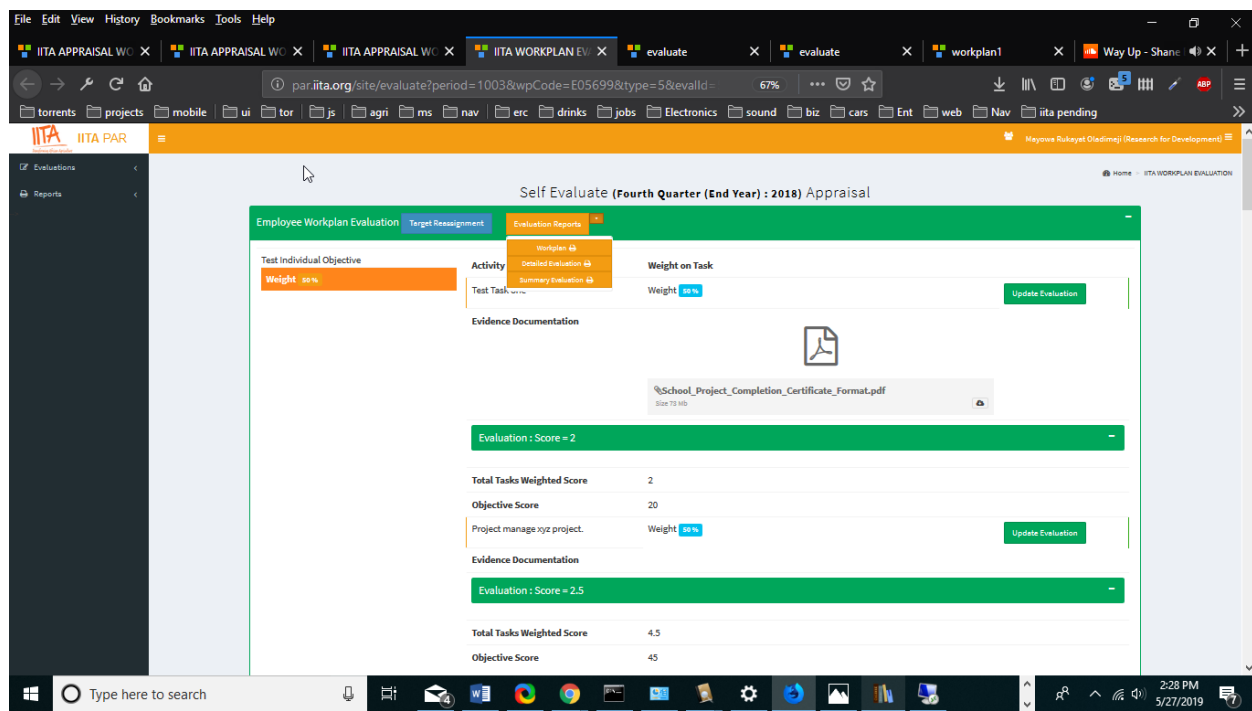 File Edit View History Bookmarks Tools Help
IITA APPRAISAL WO IITA APPRAISAL WO IITA APPRAISAL WO IITA WORKPLAN EV evaluate evaluate workplan1 Way Up - Shane
par.iita.org/site/evaluate?period=1003&wpCode=E05699&type=5&evalId= 67% 5 ABP
torrents projects mobile ui tor js agri ms nav erc drinks jobs Electronics sound biz cars Ent web Nav iita pending
IITA IITA PAR Mayowa Rukayat Oladimeji (Research for Development)
Evaluations Home IITA WORKPLAN EVALUATION
Reports
Self Evaluate (Fourth Quarter (End Year) : 2018) Appraisal
Employee Workplan Evaluation Target Reassignment Evaluation Reports
Workplan
Test Individual Objective
Detailed Evaluation
Activity Weight on Task
Weight 50 %
Summary Evaluation
Test Task Weight 50 % Update Evaluation
Evidence Documentation
School_Project_Completion_Certificate_Format.pdf
Size 73 Mb
Evaluation : Score = 2
Total Tasks Weighted Score 2
Objective Score 20
Project manage xyz project. Weight 50 % Update Evaluation
Evidence Documentation
Evaluation : Score = 2.5
Total Tasks Weighted Score 4.5
Objective Score 45
Type here to search 4 2:28 PM
5/27/2019 7